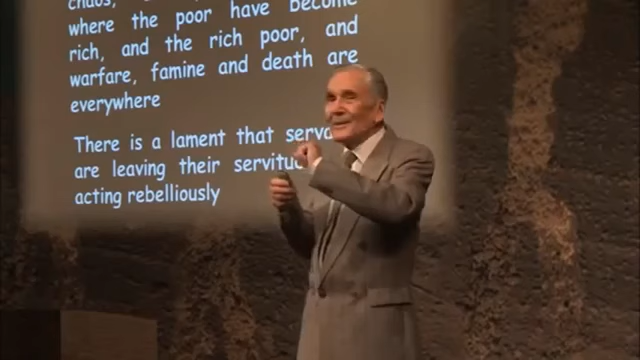 chaos,
where the poor have become
rich, and the rich poor, and
warfare, famine and death are
everywhere
There is a lament that
are leaving their
acting rebelliously